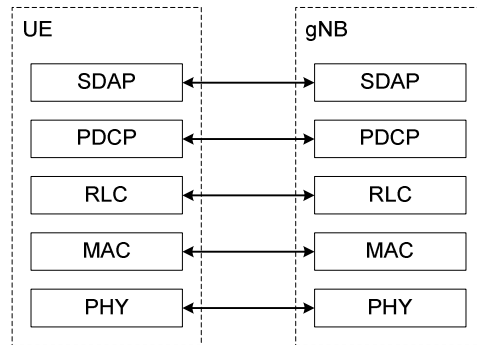 UE gNB
SDAP SDAP
PDCP PDCP
RLC RLC
MAC MAC
PHY PHY